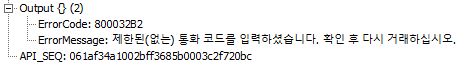 Output {} (2)
ErrorCode: 800032B2
ErrorMessage: 제한된(없는) 통화 코드를 입력하셨습니다. 확인 후 다시 거래하십시오.
API_SEQ: 061af34a1002bff3685b0003c2f720bc